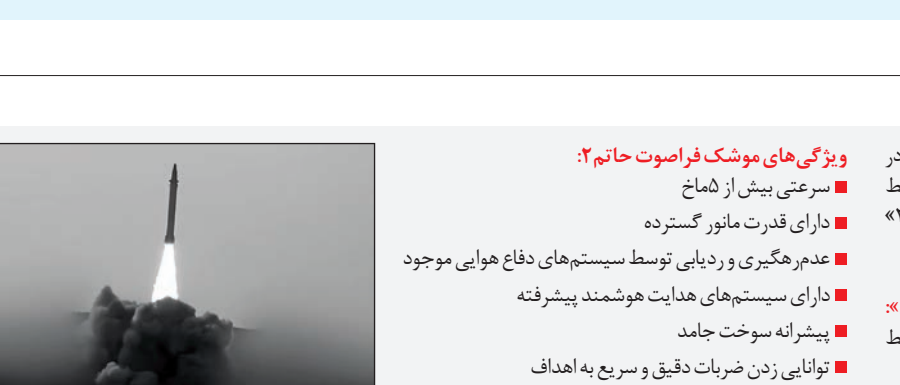 ویژگی‌های موشک فراصوت حاتم۲:
■ سرعتی بیش از ۵ماخ
■ دارای قدرت مانور گسترده
■ عدم‌رهگیری و ردیابی توسط سیستم‌های دفاع هوایی موجود
■ دارای سیستم‌های هدایت هوشمند پیشرفته
■ پیشرانه سوخت جامد
■ توانایی زدن ضربات دقیق و سریع به اهداف